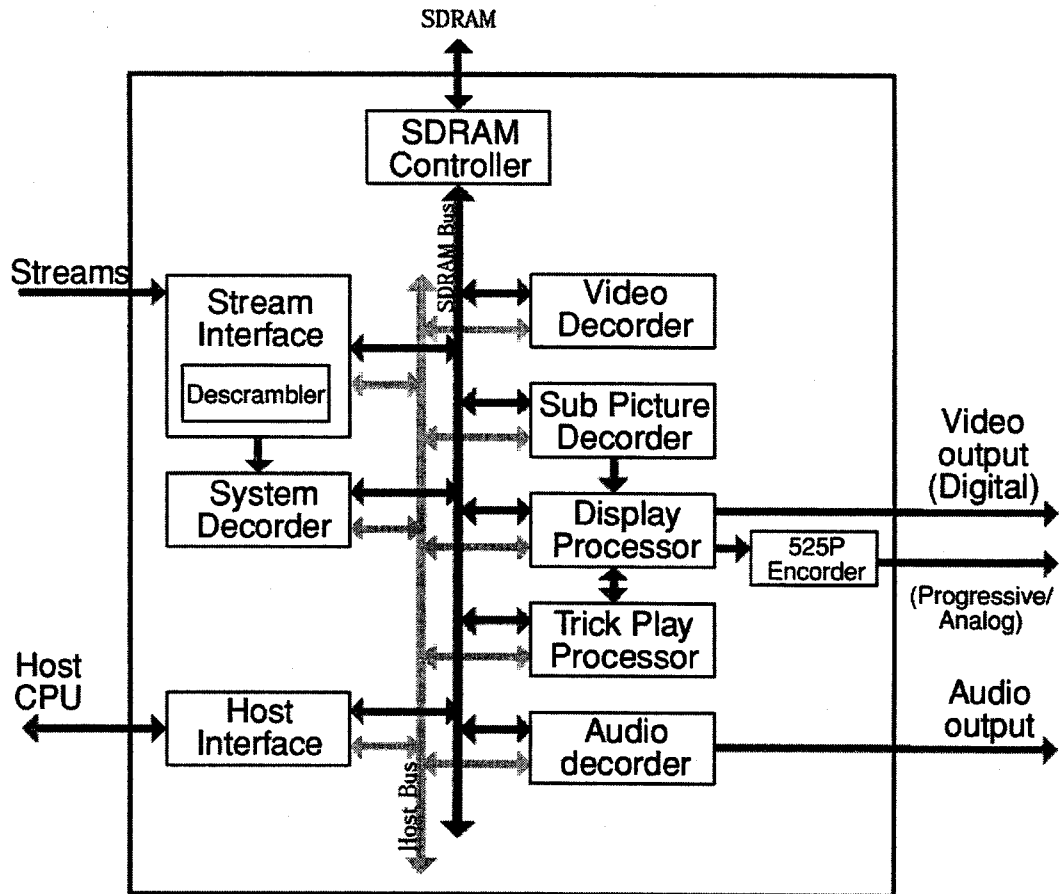 SDRAM
SDRAM
Controller
SDRAM Bus
Streams
Stream
Interface
Descrambler
Video
Decorder
Sub Picture
Decorder
System
Decorder
Display
Processor
525P
Encorder
Video
output
(Digital)
(Progressive/
Analog)
Trick Play
Processor
Host
CPU
Host
Interface
Host Bus
Audio
decorder
Audio
output